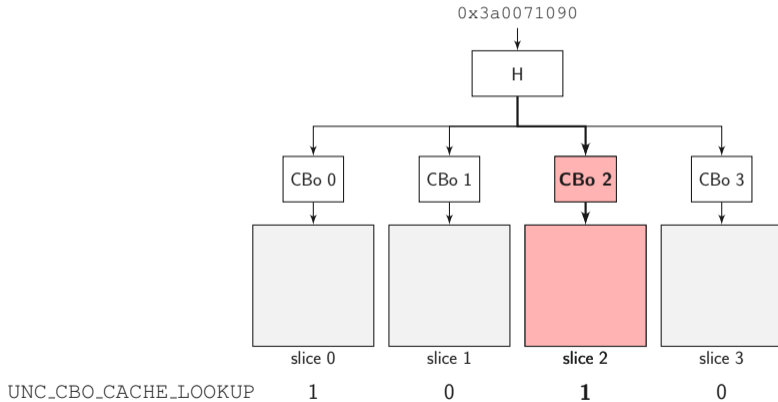 0x3a0071090
H
CBo 0 CBo 1 CBo 2 CBo 3
slice 0 slice 1 slice 2 slice 3
UNC_CBO_CACHE_LOOKUP 1 0 1 0